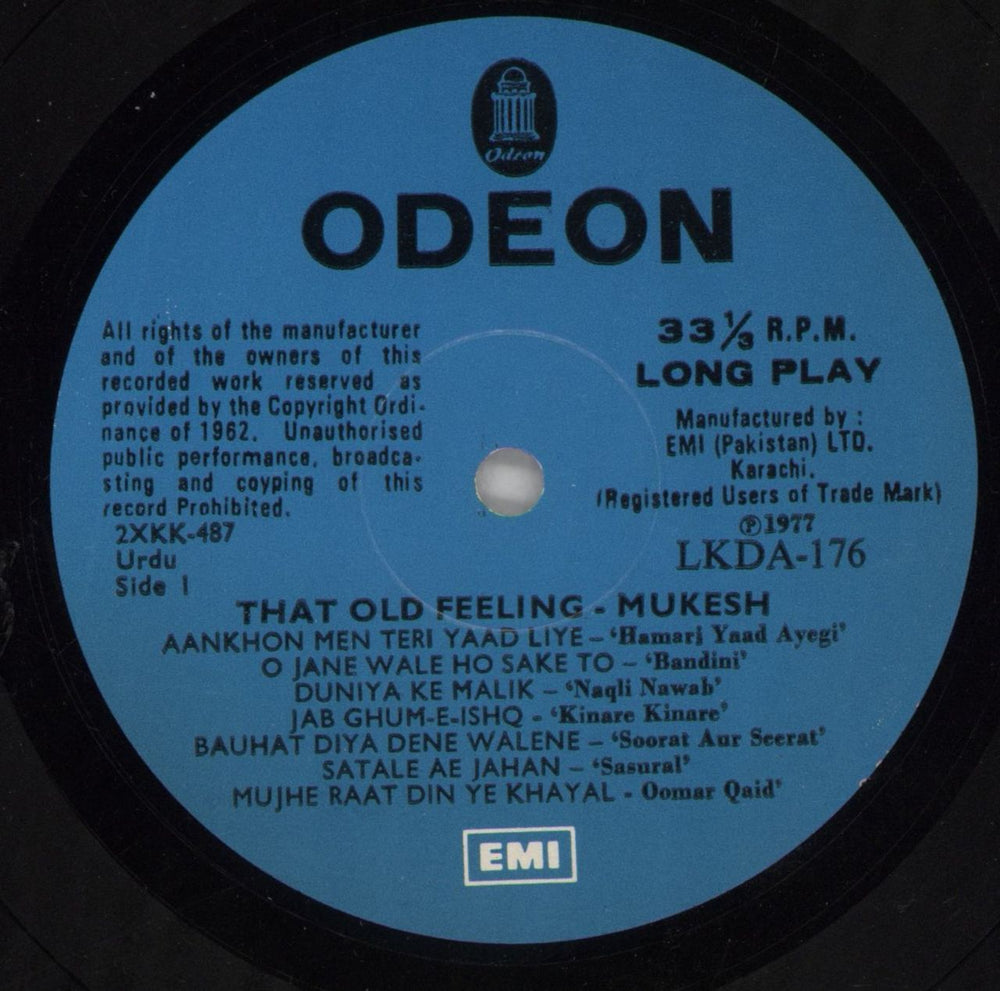 Odeon
ODEON
All rights of the manufacturer
and of the owners of this
recorded work reserved as
provided by the Copyright Ordi-
nance of 1962. Unauthorised
public performance, broadca-
sting and coyping of this
record Prohibited.
2XKK-487
Urdu
Side 1
33 1/3 R.P.M.
LONG PLAY
Manufactured by :
EMI (Pakistan) LTD.
Karachi.
(Registered Users of Trade Mark)
℗1977
LKDA-176
THAT OLD FEELING - MUKESH
AANKHON MEN TERI YAAD LIYE – ‘Hamari Yaad Ayegi’
O JANE WALE HO SAKE TO – ‘Bandini’
DUNIYA KE MALIK – ‘Naqli Nawab’
JAB GHUM-E-ISHQ - ‘Kinare Kinare’
BAUHAT DIYA DENE WALENE – ‘Soorat Aur Seerat’
SATALE AE JAHAN – ‘Sasural’
MUJHE RAAT DIN YE KHAYAL - Oomar Qaid’
EMI